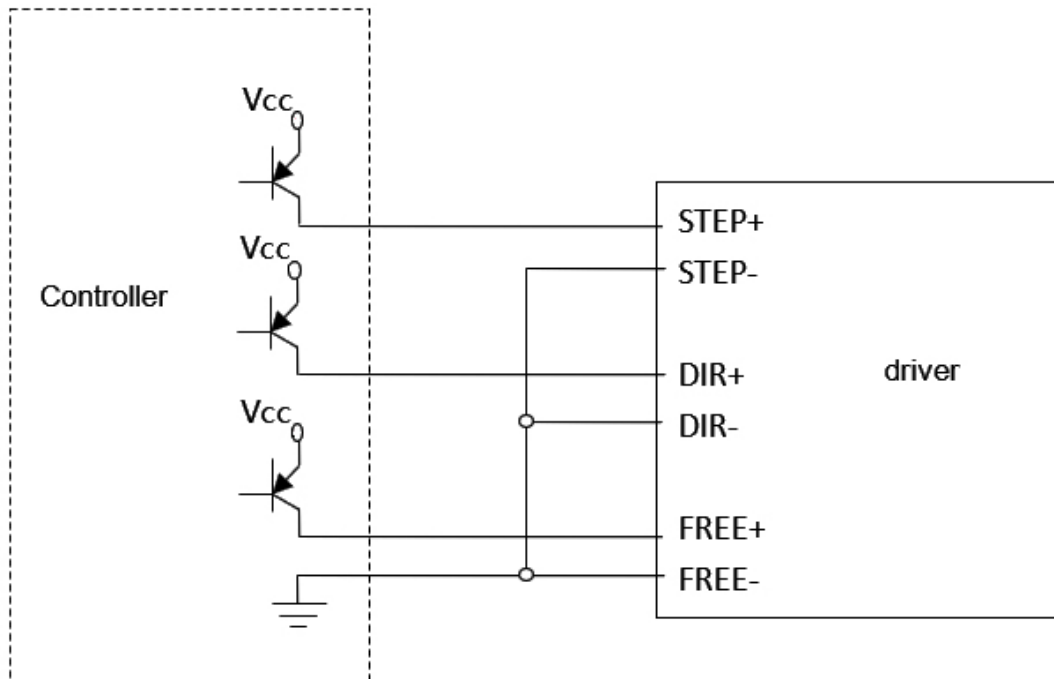 Vcc
STEP+
STEP-
Vcc
Controller
DIR+
driver
DIR-
Vcc
FREE+
FREE-